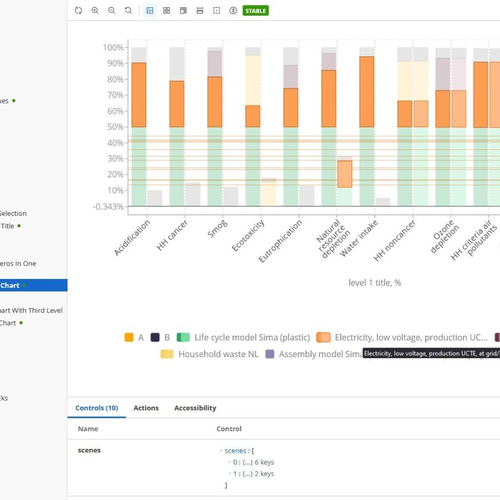 STABLE
ues
Selection
Title
eros In One
Chart
art With Third Level
Chart
cks
100%
90%
80%
70%
60%
50%
40%
30%
20%
10%
-0.343%
Acidification
HH cancer
Smog
Ecotoxicity
Eutrophication
Natural
resource
depletion
Water intake
HH noncancer
Ozone
depletion
HH criteria air
pollutants
level 1 title, %
A B Life cycle model Sima (plastic) Electricity, low voltage, production UC...
Household waste NL Assembly model Sima
Electricity, low voltage, production UCTE, at grid/
Controls (10) Actions Accessibility
Name Control
scenes
scenes : [
0 : {...} 6 keys
1 : {...} 2 keys
]